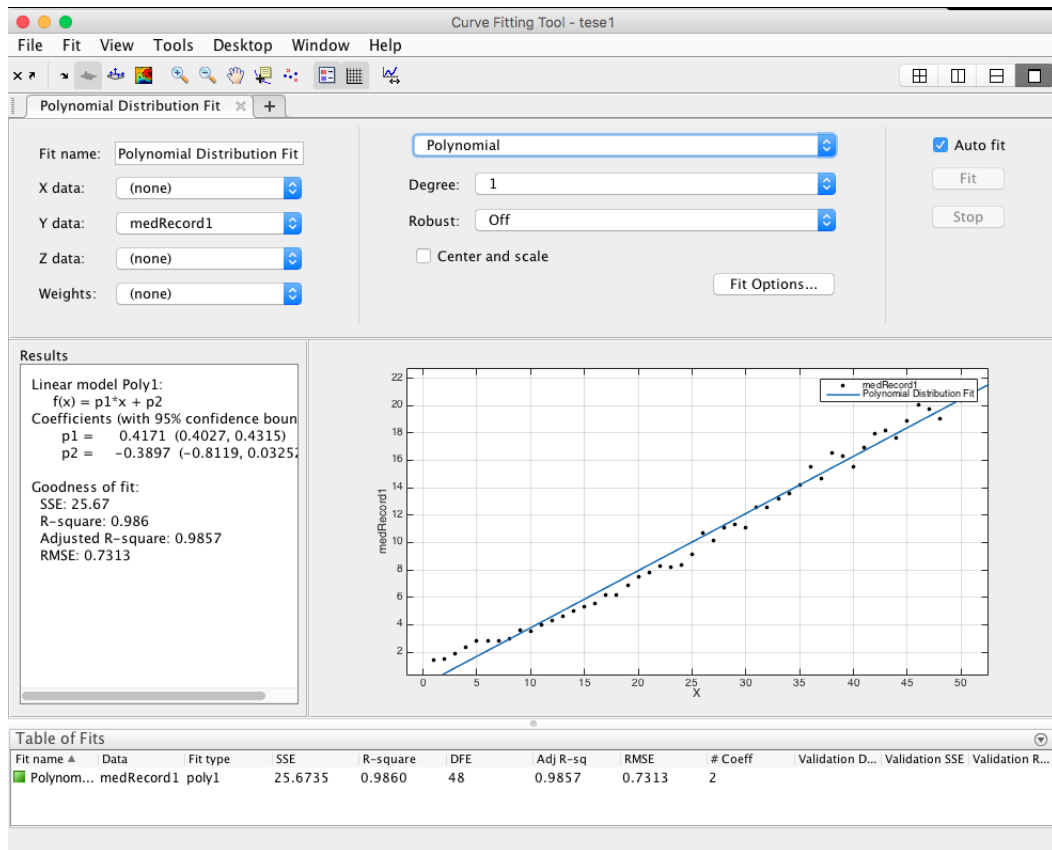 Curve Fitting Tool - tese1
File Fit View Tools Desktop Window Help
Polynomial Distribution Fit
Fit name: Polynomial Distribution Fit
X data: (none)
Y data: medRecord1
Z data: (none)
Weights: (none)
Polynomial
Degree: 1
Robust: Off
Center and scale
Fit Options...
Auto fit
Fit
Stop
Results
Linear model Poly1:
f(x) = p1*x + p2
Coefficients (with 95% confidence boun
p1 = 0.4171 (0.4027, 0.4315)
p2 = -0.3897 (-0.8119, 0.0325
Goodness of fit:
SSE: 25.67
R-square: 0.986
Adjusted R-square: 0.9857
RMSE: 0.7313
medRecord1
Polynomial Distribution Fit
22
18
16
14
12
10
8
6
4
2
medRecord1
0 5 10 15 20 25 30 35 40 45 50
X
Table of Fits
Fit name Data Fit type SSE R-square DFE Adj R-sq RMSE # Coeff Validation D... Validation SSE Validation R...
Polynom... medRecord1 poly1 25.6735 0.9860 48 0.9857 0.7313 2